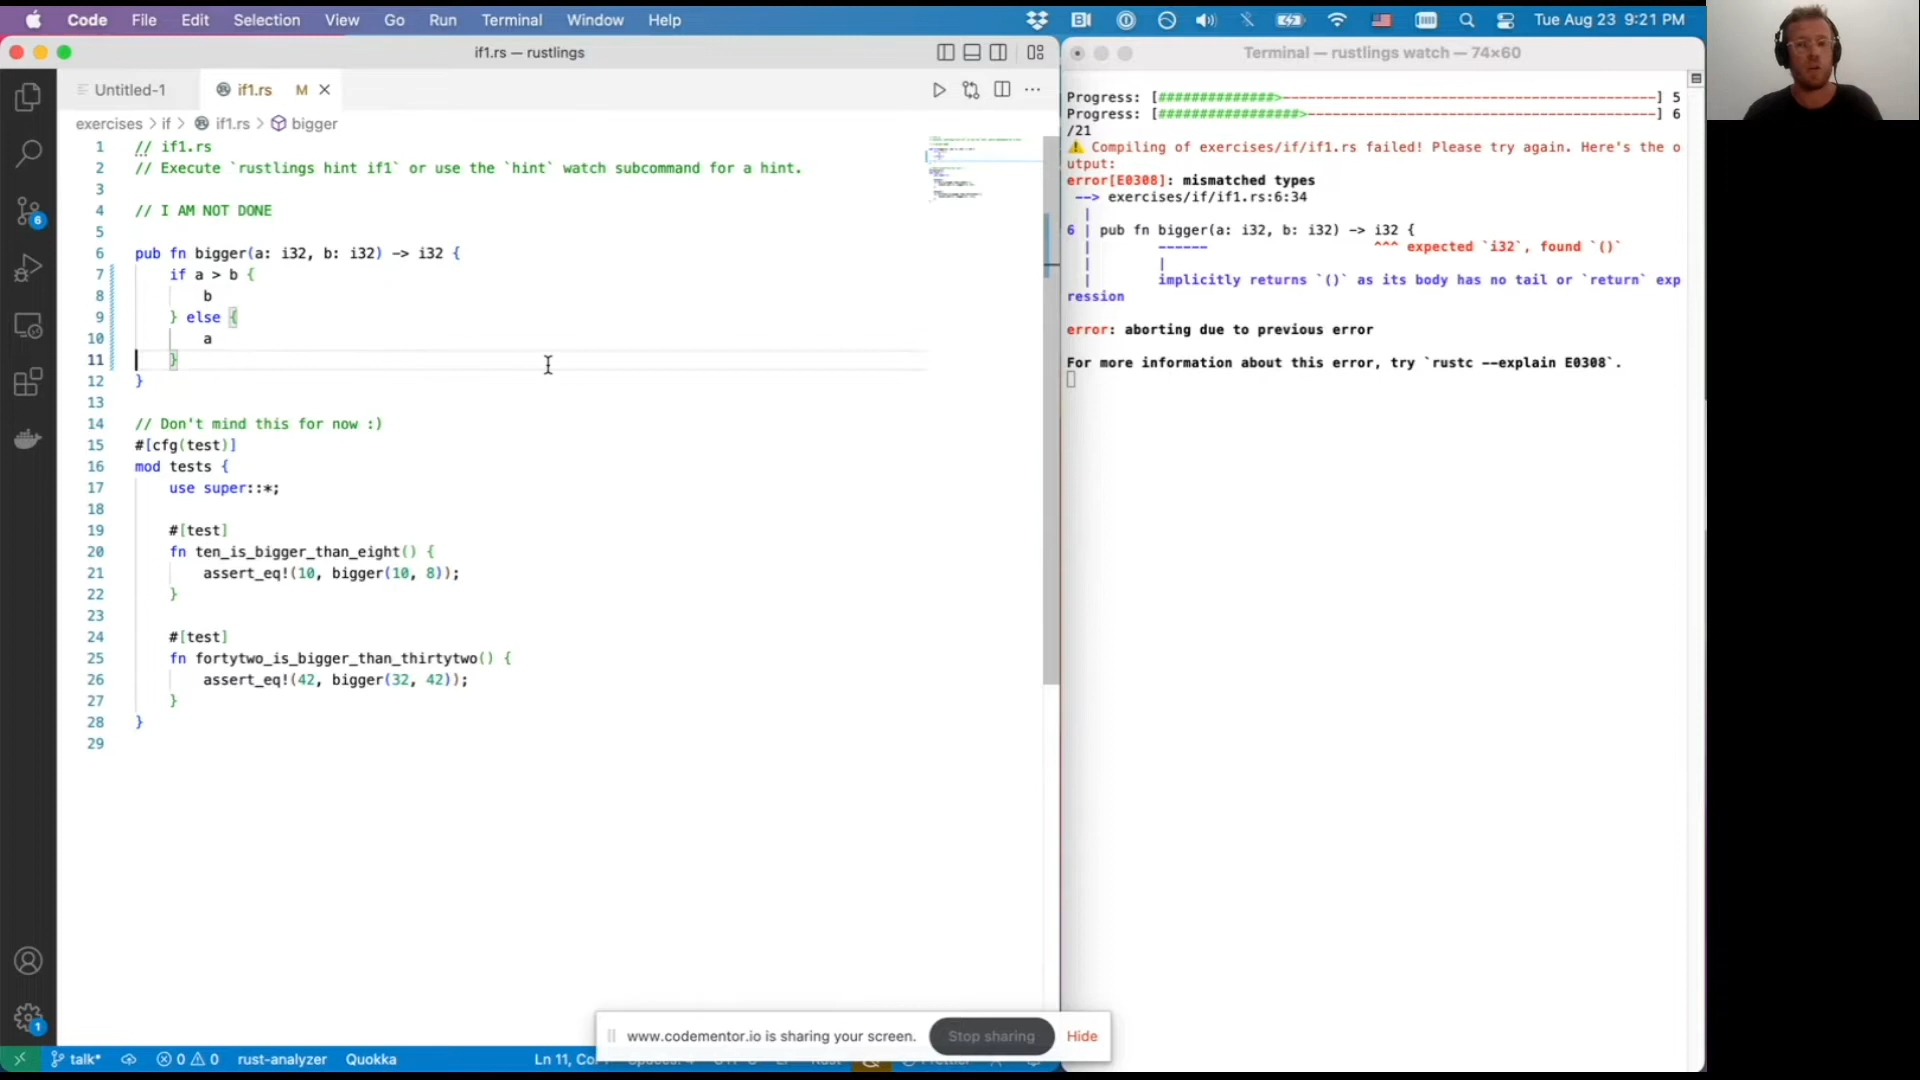 Code File Edit Selection View Go Run Terminal Window Help Tue Aug 23 9:21 PM
if1.rs — rustlings
Untitled-1 if1.rs M
exercises > if > if1.rs > bigger
1 // if1.rs
2 // Execute `rustlings hint if1` or use the `hint` watch subcommand for a hint.
3
4 // I AM NOT DONE
5
6 pub fn bigger(a: i32, b: i32) -> i32 {
7 if a > b {
8 b
9 } else {
10 a
11 }
12 }
13
14 // Don't mind this for now :)
15 #[cfg(test)]
16 mod tests {
17 use super::*;
18
19 #[test]
20 fn ten_is_bigger_than_eight() {
21 assert_eq!(10, bigger(10, 8));
22 }
23
24 #[test]
25 fn fortytwo_is_bigger_than_thirtytwo() {
26 assert_eq!(42, bigger(32, 42));
27 }
28 }
29
6
1
Terminal — rustlings watch — 74×60
Progress: [##############>--------------------------------------------] 5
Progress: [#################>-----------------------------------------] 6
/21
⚠️ Compiling of exercises/if/if1.rs failed! Please try again. Here's the o
utput:
error[E0308]: mismatched types
--> exercises/if/if1.rs:6:34
|
6 | pub fn bigger(a: i32, b: i32) -> i32 {
| ------ ^^^ expected `i32`, found `()`
| |
| implicitly returns `()` as its body has no tail or `return` exp
ression
error: aborting due to previous error
For more information about this error, try `rustc --explain E0308`.
www.codementor.io is sharing your screen. Stop sharing Hide
talk* 0 0 rust-analyzer Quokka Ln 11,